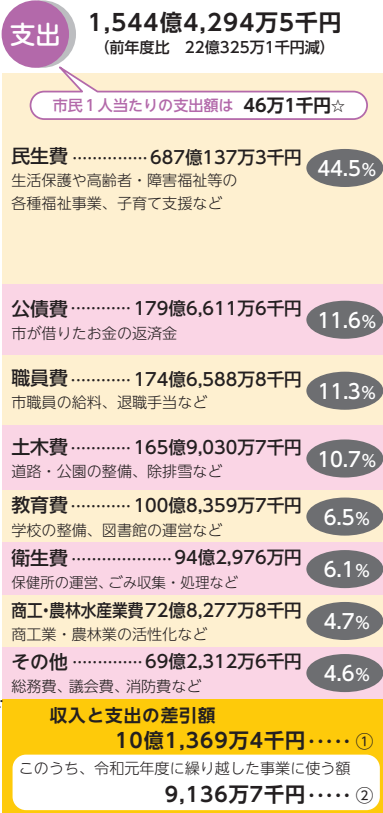 支出
1,544億4,294万5千円
(前年度比 22億325万1千円減)
市民1人当たりの支出額は 46万1千円☆
民生費 …………… 687億137万3千円 44.5%
生活保護や高齢者・障害福祉等の
各種福祉事業、子育て支援など
公債費 ………… 179億6,611万6千円 11.6%
市が借りたお金の返済金
職員費 ………… 174億6,588万8千円 11.3%
市職員の給料、退職手当など
土木費 ………… 165億9,030万7千円 10.7%
道路・公園の整備、除排雪など
教育費 ………… 100億8,359万7千円 6.5%
学校の整備、図書館の運営など
衛生費 ………………… 94億2,976万円 6.1%
保健所の運営、ごみ収集・処理など
商工・農林水産業費 72億8,277万8千円 4.7%
商工業・農林業の活性化など
その他 …………… 69億2,312万6千円 4.6%
総務費、議会費、消防費など
収入と支出の差引額
10億1,369万4千円 ・・・・・ ①
このうち、令和元年度に繰り越した事業に使う額
9,136万7千円 ・・・・・ ②